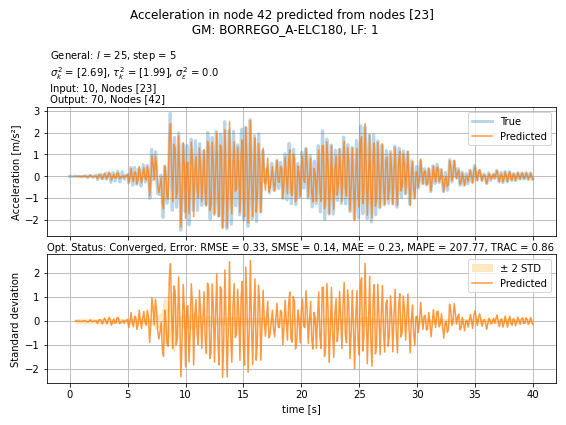 Acceleration in node 42 predicted from nodes [23]
GM: BORREGO_A-ELC180, LF: 1
General: l = 25, step = 5
σ²ₖ = [2.69], τ²ₖ = [1.99], σ²ε = 0.0
Input: 10, Nodes [23]
Output: 70, Nodes [42]
Acceleration [m/s²]
3
2
1
0
−1
−2
True
Predicted
Opt. Status: Converged, Error: RMSE = 0.33, SMSE = 0.14, MAE = 0.23, MAPE = 207.77, TRAC = 0.86
Standard deviation
2
1
0
−1
−2
± 2 STD
Predicted
0 5 10 15 20 25 30 35 40
time [s]